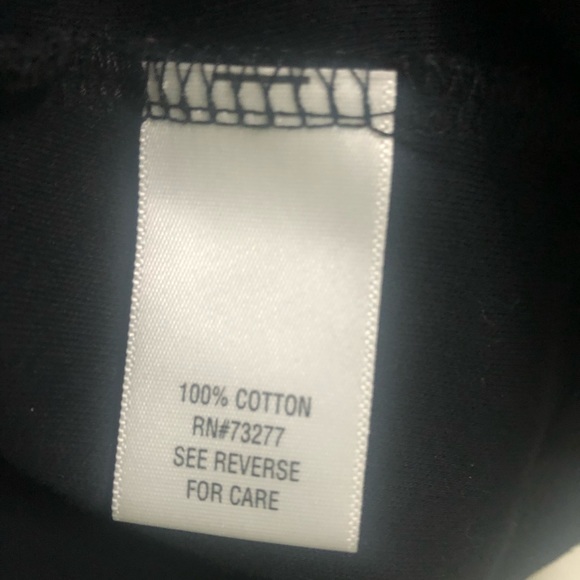 100% COTTON
RN#73277
SEE REVERSE
FOR CARE